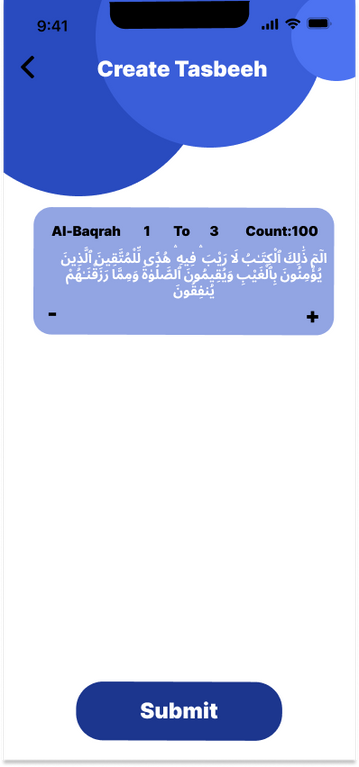 9:41
Create Tasbeeh
Al-Baqrah 1 To 3 Count:100
الٓمٓ ذَٰلِكَ ٱلْكِتَـٰبُ لَا رَيْبَ ۛ فِيهِ ۛ هُدًى لِّلْمُتَّقِينَ ٱلَّذِينَ
يُؤْمِنُونَ بِٱلْغَيْبِ وَيُقِيمُونَ ٱلصَّلَوٰةَ وَمِمَّا رَزَقْنَـٰهُمْ
يُنفِقُونَ
- +
Submit